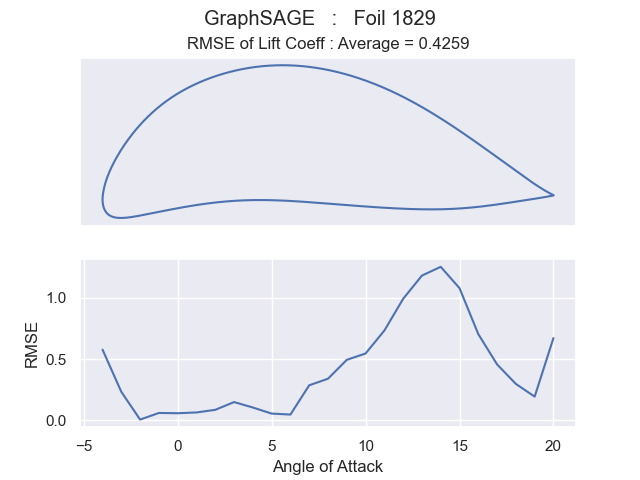 GraphSAGE   :   Foil 1829
RMSE of Lift Coeff : Average = 0.4259
1.0
0.5
0.0
RMSE
−5 0 5 10 15 20
Angle of Attack